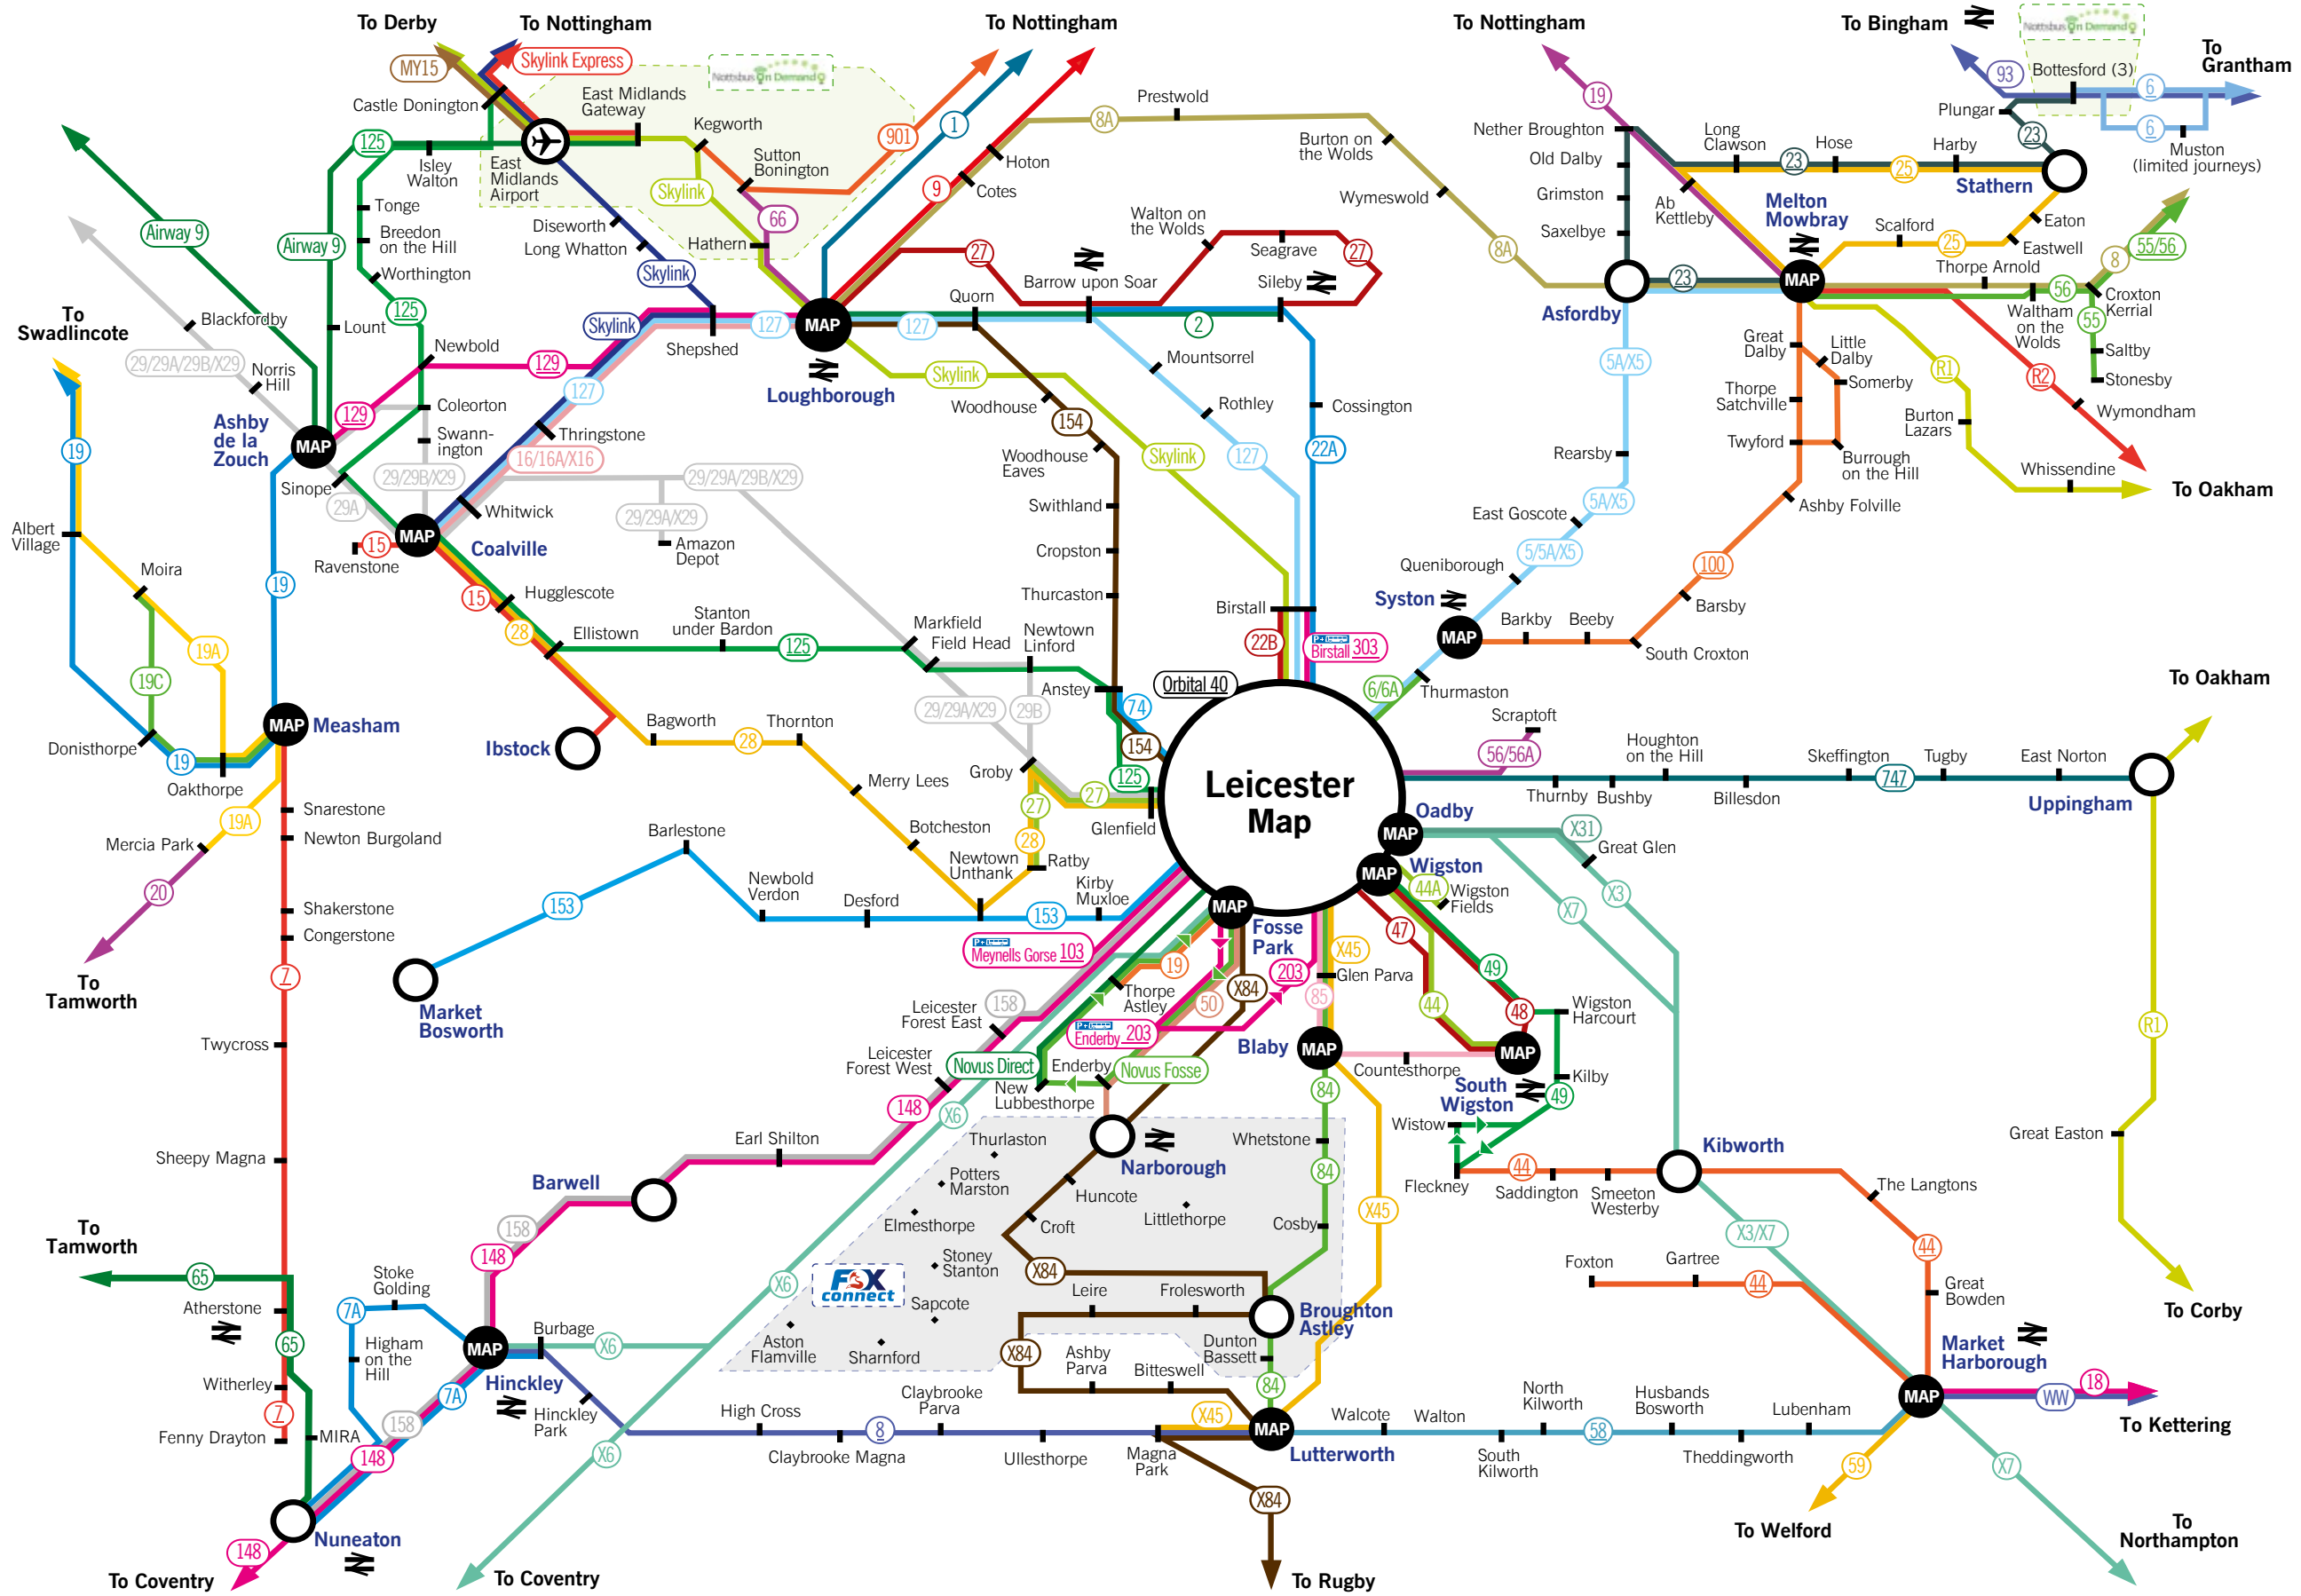 To Derby
To Nottingham
To Nottingham
To Nottingham
To Bingham
Nottsbus On Demand
To
Grantham
MY15
Skylink Express
Nottsbus On Demand
Castle Donington
East Midlands
Gateway
Kegworth
901
1
Prestwold
8A
19
93
Bottesford (3)
6
Plungar
23
6
Muston
(limited journeys)
125
Isley
Walton
East
Midlands
Airport
Sutton
Bonington
Hoton
Cotes
9
Burton on
the Wolds
Nether Broughton
Long
Clawson
23
Hose
25
Harby
Stathern
Old Dalby
Grimston
Saxelbye
Ab
Kettleby
Melton
Mowbray
Airway 9
Airway 9
Tonge
Breedon
on the Hill
Worthington
Diseworth
Long Whatton
Skylink
66
Hathern
Skylink
Walton on
the Wolds
Seagrave
27
27
Wymeswold
8A
Scalford
25
Eaton
Eastwell
55/56
8
Thorpe Arnold
Barrow upon Soar
Sileby
Quorn
23
56
Croxton
Kerrial
To
Swadlincote
Blackfordby
29/29A/29B/X29
Norris
Hill
Lount
125
Newbold
129
Skylink
127
Shepshed
MAP
Loughborough
127
2
Asfordby
MAP
Waltham
on the
Wolds
55
Saltby
Stonesby
Great
Dalby
Little
Dalby
Somerby
R1
R2
Wymondham
Ashby
de la
Zouch
MAP
129
Coleorton
Swann-
ington
127
Thringstone
16/16A/X16
Skylink
Woodhouse
154
Mountsorrel
Rothley
Cossington
5A/X5
Thorpe
Satchville
Twyford
Burrough
on the Hill
Burton
Lazars
Whissendine
To Oakham
19
Sinope
29A
29/29B/X29
29/29A/29B/X29
Woodhouse
Eaves
Skylink
127
22A
Rearsby
5A/X5
Ashby Folville
Albert
Village
Moira
Ravenstone
15
MAP
Coalville
Whitwick
29/29A/X29
Amazon
Depot
Swithland
Cropston
Thurcaston
East Goscote
5/5A/X5
Queniborough
100
Barsby
19
15
Hugglescote
28
Ellistown
Stanton
under Bardon
125
Markfield
Field Head
Newtown
Linford
Birstall
22B
P+R
Birstall 303
Syston
MAP
Barkby
Beeby
South Croxton
19A
19C
Anstey
74
Orbital 40
6/6A
Thurmaston
To Oakham
Donisthorpe
19
Oakthorpe
MAP
Measham
Ibstock
Bagworth
28
Thornton
29/29A/X29
29B
154
Scraptoft
56/56A
Houghton
on the Hill
Skeffington
747
Tugby
East Norton
Groby
125
27
27
Leicester
Map
Thurnby
Bushby
Billesdon
Uppingham
19A
Mercia Park
20
Snarestone
Newton Burgoland
Merry Lees
Glenfield
28
Oadby
MAP
X31
Great Glen
Barlestone
Botcheston
Newtown
Unthank
Ratby
Wigston
MAP
44A
Wigston
Fields
X3
X7
Newbold
Verdon
Desford
Kirby
Muxloe
153
153
Shakerstone
Congerstone
MAP
Fosse
Park
47
X45
To
Tamworth
7
Market
Bosworth
P+R
Meynells Gorse 103
19
203
Glen Parva
49
Thorpe
Astley
X84
85
44
48
Wigston
Harcourt
158
Leicester
Forest East
50
P+R
Enderby 203
R1
Twycross
Leicester
Forest West
Novus Direct
Enderby
Novus Fosse
Blaby
MAP
Countesthorpe
MAP
South
Wigston
Kilby
49
New
Lubbesthorpe
148
X6
84
Wistow
Great Easton
Earl Shilton
Thurlaston
Narborough
Whetstone
Kibworth
Sheepy Magna
Barwell
Potters
Marston
Huncote
84
Fleckney
44
Saddington
Smeeton
Westerby
The Langtons
158
Elmesthorpe
Croft
Littlethorpe
Cosby
X45
X3/X7
44
To
Tamworth
148
Stoney
Stanton
X84
Foxton
Gartree
44
Great
Bowden
65
Stoke
Golding
X6
FOX
connect
Leire
Frolesworth
To Corby
Atherstone
7A
Sapcote
Broughton
Astley
65
Higham
on the
Hill
MAP
Burbage
X6
Aston
Flamville
Sharnford
X84
Ashby
Parva
Bitteswell
Dunton
Bassett
Market
Harborough
Witherley
Hinckley
7A
84
MAP
18
WW
To Kettering
7
158
Hinckley
Park
High Cross
Claybrooke
Parva
X45
MAP
Walcote
Walton
North
Kilworth
Husbands
Bosworth
Lubenham
Fenny Drayton
MIRA
148
X6
Claybrooke Magna
8
Ullesthorpe
Magna
Park
Lutterworth
South
Kilworth
58
Theddingworth
59
X7
X84
Nuneaton
To Welford
To
Northampton
148
To Coventry
To Coventry
To Rugby